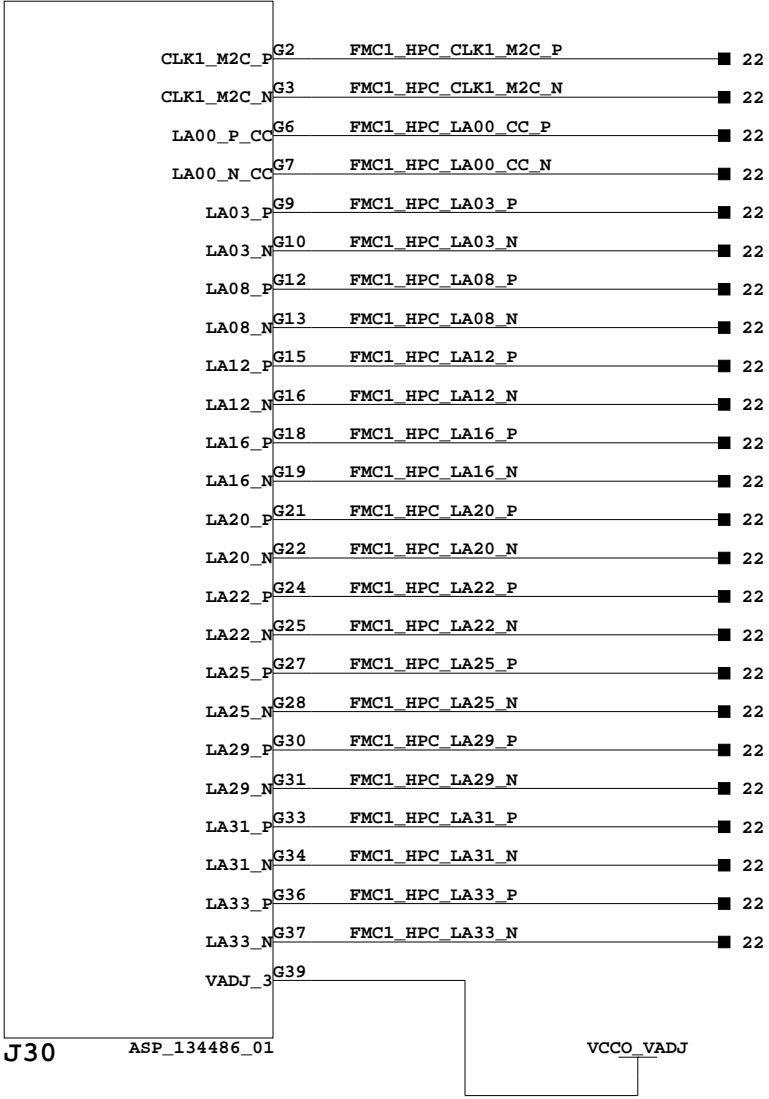 CLK1_M2C_P G2 FMC1_HPC_CLK1_M2C_P 22
CLK1_M2C_N G3 FMC1_HPC_CLK1_M2C_N 22
LA00_P_CC G6 FMC1_HPC_LA00_CC_P 22
LA00_N_CC G7 FMC1_HPC_LA00_CC_N 22
LA03_P G9 FMC1_HPC_LA03_P 22
LA03_N G10 FMC1_HPC_LA03_N 22
LA08_P G12 FMC1_HPC_LA08_P 22
LA08_N G13 FMC1_HPC_LA08_N 22
LA12_P G15 FMC1_HPC_LA12_P 22
LA12_N G16 FMC1_HPC_LA12_N 22
LA16_P G18 FMC1_HPC_LA16_P 22
LA16_N G19 FMC1_HPC_LA16_N 22
LA20_P G21 FMC1_HPC_LA20_P 22
LA20_N G22 FMC1_HPC_LA20_N 22
LA22_P G24 FMC1_HPC_LA22_P 22
LA22_N G25 FMC1_HPC_LA22_N 22
LA25_P G27 FMC1_HPC_LA25_P 22
LA25_N G28 FMC1_HPC_LA25_N 22
LA29_P G30 FMC1_HPC_LA29_P 22
LA29_N G31 FMC1_HPC_LA29_N 22
LA31_P G33 FMC1_HPC_LA31_P 22
LA31_N G34 FMC1_HPC_LA31_N 22
LA33_P G36 FMC1_HPC_LA33_P 22
LA33_N G37 FMC1_HPC_LA33_N 22
VADJ_3 G39
J30 ASP_134486_01 VCCO_VADJ